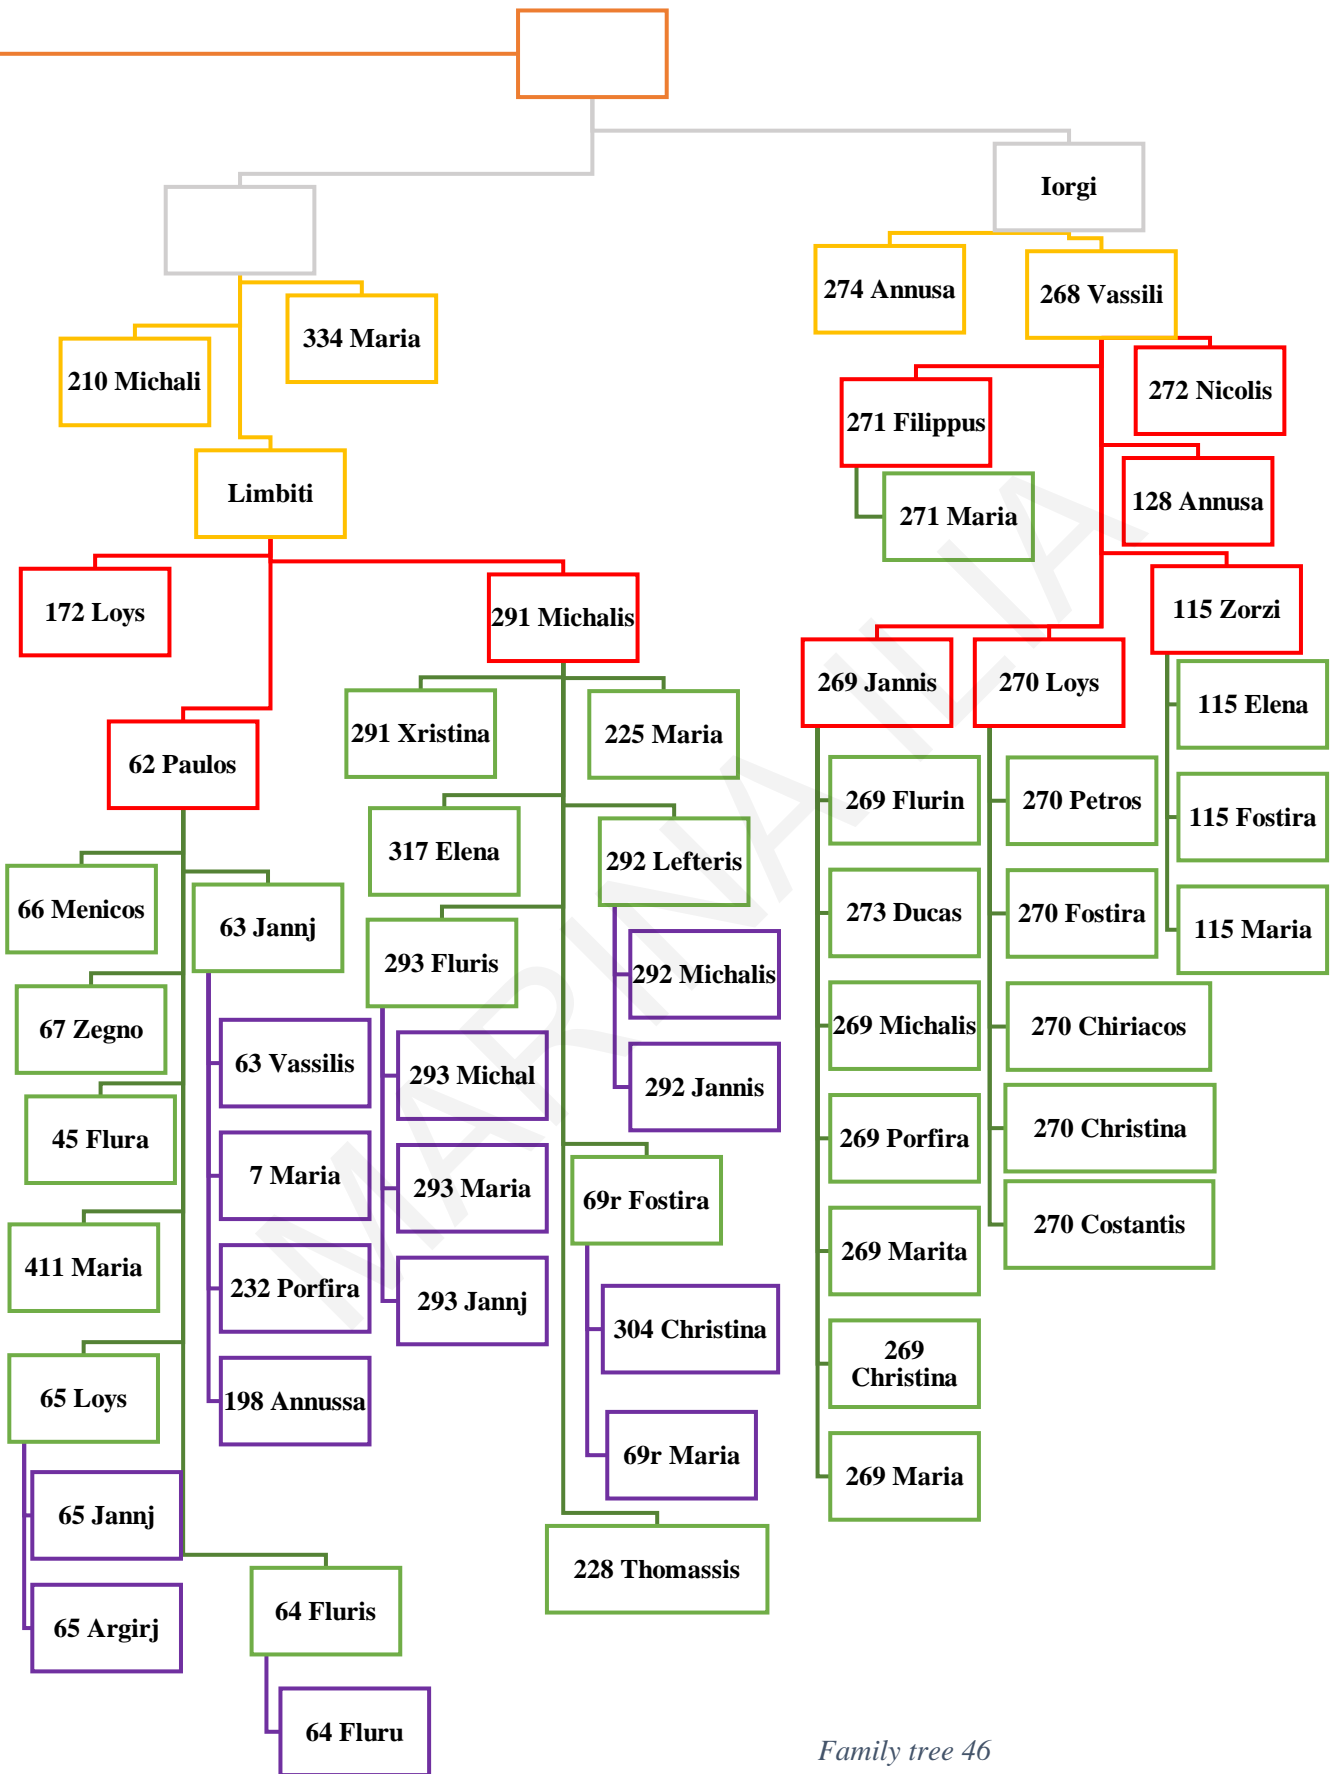 Iorgi
274 Annusa
268 Vassili
334 Maria
210 Michali
272 Nicolis
271 Filippus
Limbiti
128 Annusa
271 Maria
172 Loys
291 Michalis
115 Zorzi
269 Jannis
270 Loys
115 Elena
291 Xristina
225 Maria
62 Paulos
269 Flurin
270 Petros
115 Fostira
317 Elena
292 Lefteris
66 Menicos
63 Jannj
273 Ducas
270 Fostira
115 Maria
293 Fluris
292 Michalis
67 Zegno
269 Michalis
270 Chiriacos
63 Vassilis
293 Michal
292 Jannis
45 Flura
269 Porfira
270 Christina
7 Maria
293 Maria
69r Fostira
270 Costantis
411 Maria
269 Marita
232 Porfira
293 Jannj
304 Christina
269
Christina
65 Loys
198 Annussa
69r Maria
269 Maria
65 Jannj
228 Thomassis
64 Fluris
65 Argirj
64 Fluru
Family tree 46
MARINA ILIA